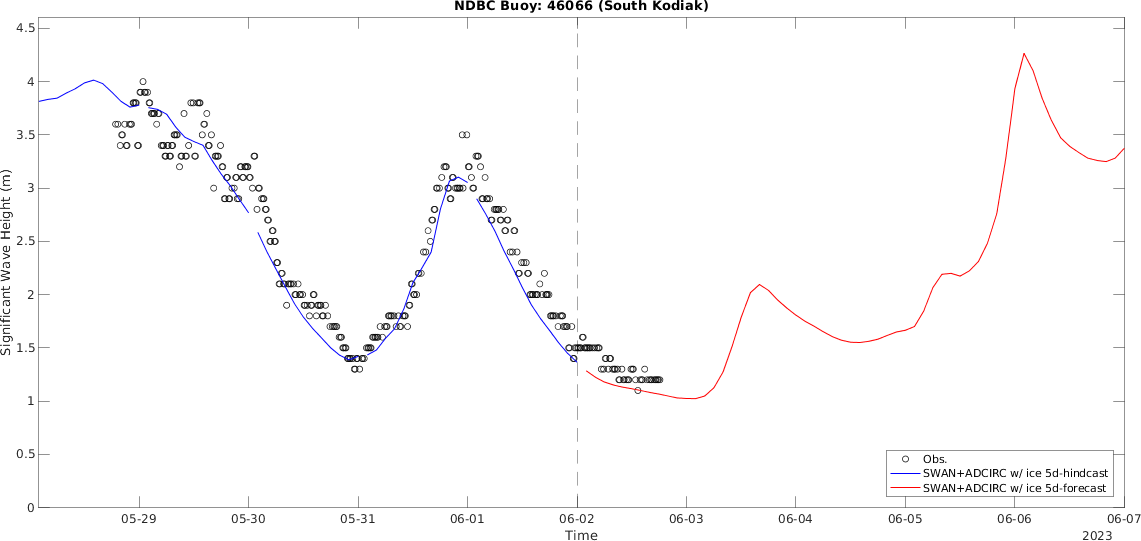 NDBC Buoy: 46066 (South Kodiak)
4.5
4
3.5
3
2.5
2
1.5
1
0.5
0
Significant Wave Height (m)
Obs.
SWAN+ADCIRC w/ ice 5d-hindcast
SWAN+ADCIRC w/ ice 5d-forecast
05-29 05-30 05-31 06-01 06-02 06-03 06-04 06-05 06-06 06-07
Time
2023